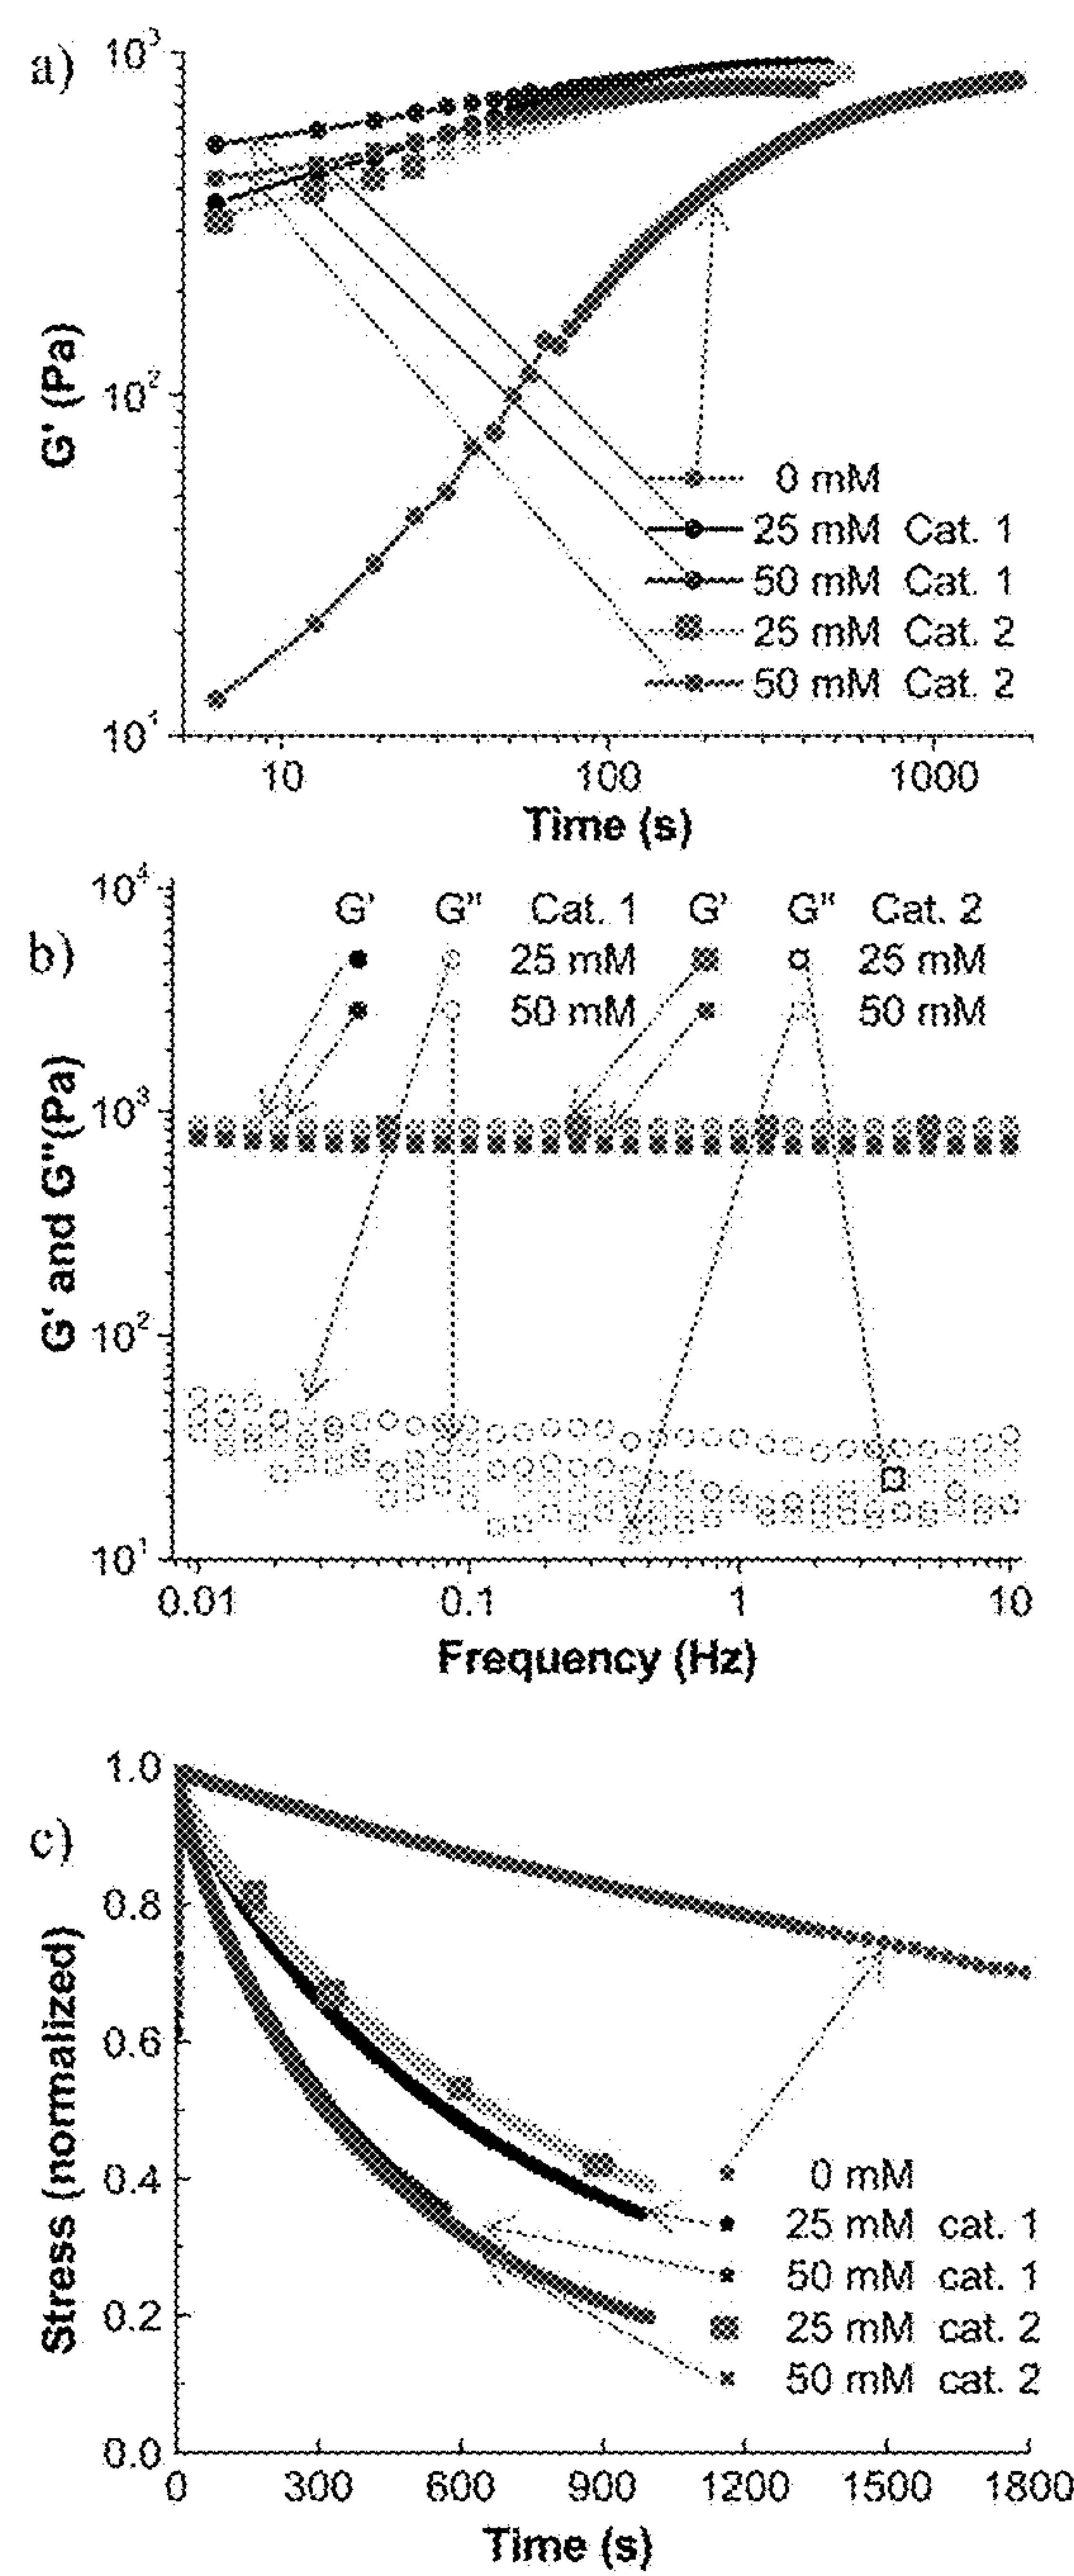 a)
10³
10²
10¹
G' (Pa)
0 mM
25 mM Cat. 1
50 mM Cat. 1
25 mM Cat. 2
50 mM Cat. 2
10 100 1000
Time (s)
b)
10⁴
10³
10²
10¹
G' and G"(Pa)
G' G" Cat. 1 G' G" Cat. 2
25 mM 25 mM
50 mM 50 mM
0.01 0.1 1 10
Frequency (Hz)
c)
1.0
0.8
0.6
0.4
0.2
0.0
Stress (normalized)
0 mM
25 mM cat. 1
50 mM cat. 1
25 mM cat. 2
50 mM cat. 2
0 300 600 900 1200 1500 1800
Time (s)